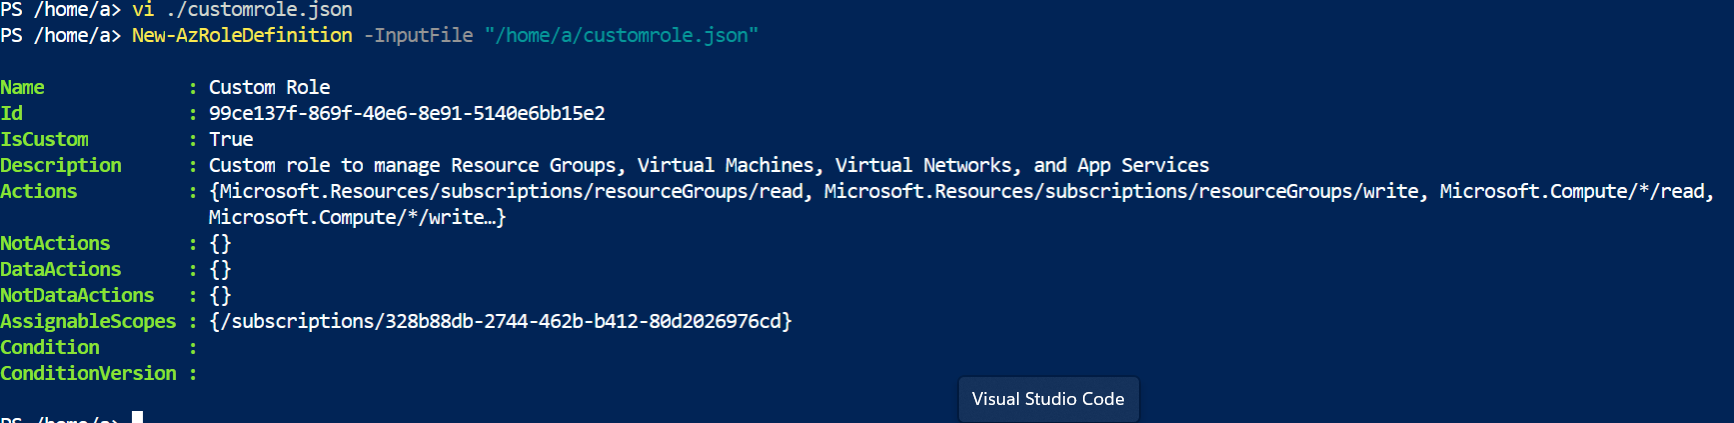 PS /home/a> vi ./customrole.json
PS /home/a> New-AzRoleDefinition -InputFile "/home/a/customrole.json"
Name : Custom Role
Id : 99ce137f-869f-40e6-8e91-5140e6bb15e2
IsCustom : True
Description : Custom role to manage Resource Groups, Virtual Machines, Virtual Networks, and App Services
Actions : {Microsoft.Resources/subscriptions/resourceGroups/read, Microsoft.Resources/subscriptions/resourceGroups/write, Microsoft.Compute/*/read,
Microsoft.Compute/*/write…}
NotActions : {}
DataActions : {}
NotDataActions : {}
AssignableScopes : {/subscriptions/328b88db-2744-462b-b412-80d2026976cd}
Condition :
ConditionVersion :
Visual Studio Code
PS /home/a>